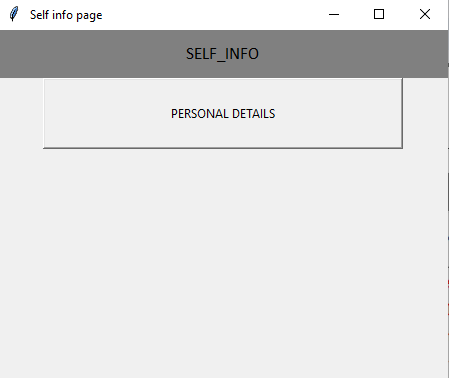 Self info page
SELF_INFO
PERSONAL DETAILS